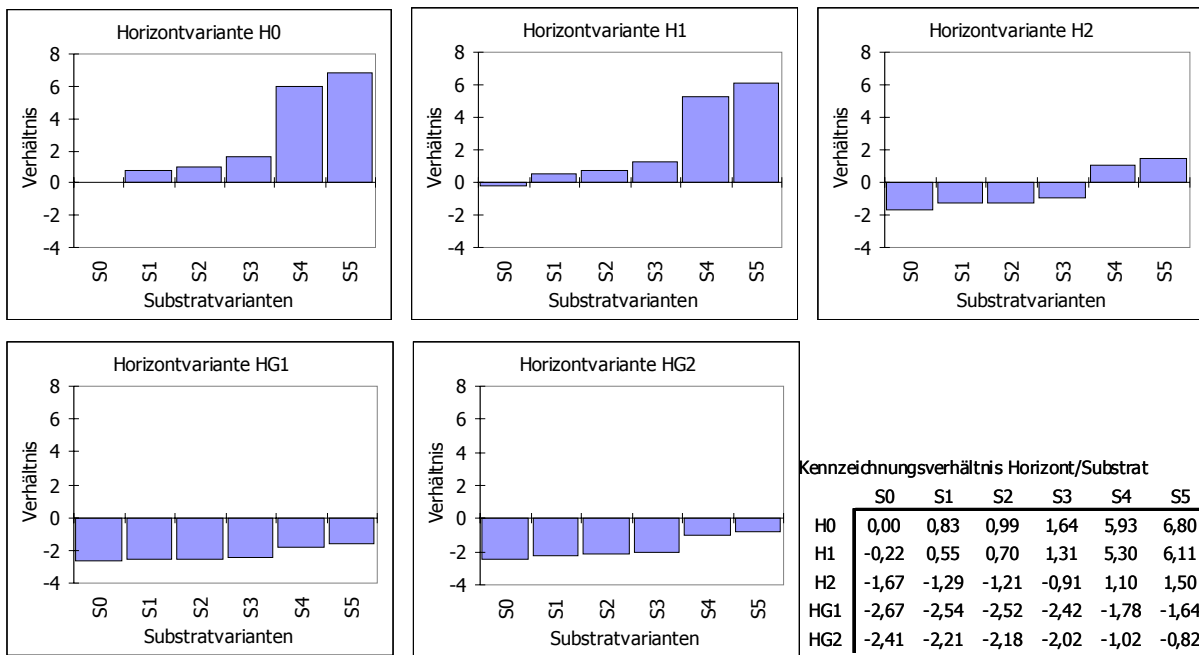 Horizontvariante H0
8
6
4
2
0
-2
-4
Verhältnis
S0 S1 S2 S3 S4 S5
Substratvarianten
Horizontvariante H1
8
6
4
2
0
-2
-4
Verhältnis
S0 S1 S2 S3 S4 S5
Substratvarianten
Horizontvariante H2
8
6
4
2
0
-2
-4
Verhältnis
S0 S1 S2 S3 S4 S5
Substratvarianten
Horizontvariante HG1
8
6
4
2
0
-2
-4
Verhältnis
S0 S1 S2 S3 S4 S5
Substratvarianten
Horizontvariante HG2
8
6
4
2
0
-2
-4
Verhältnis
S0 S1 S2 S3 S4 S5
Substratvarianten
Kennzeichnungsverhältnis Horizont/Substrat
S0 S1 S2 S3 S4 S5
H0 0,00 0,83 0,99 1,64 5,93 6,80
H1 -0,22 0,55 0,70 1,31 5,30 6,11
H2 -1,67 -1,29 -1,21 -0,91 1,10 1,50
HG1 -2,67 -2,54 -2,52 -2,42 -1,78 -1,64
HG2 -2,41 -2,21 -2,18 -2,02 -1,02 -0,82